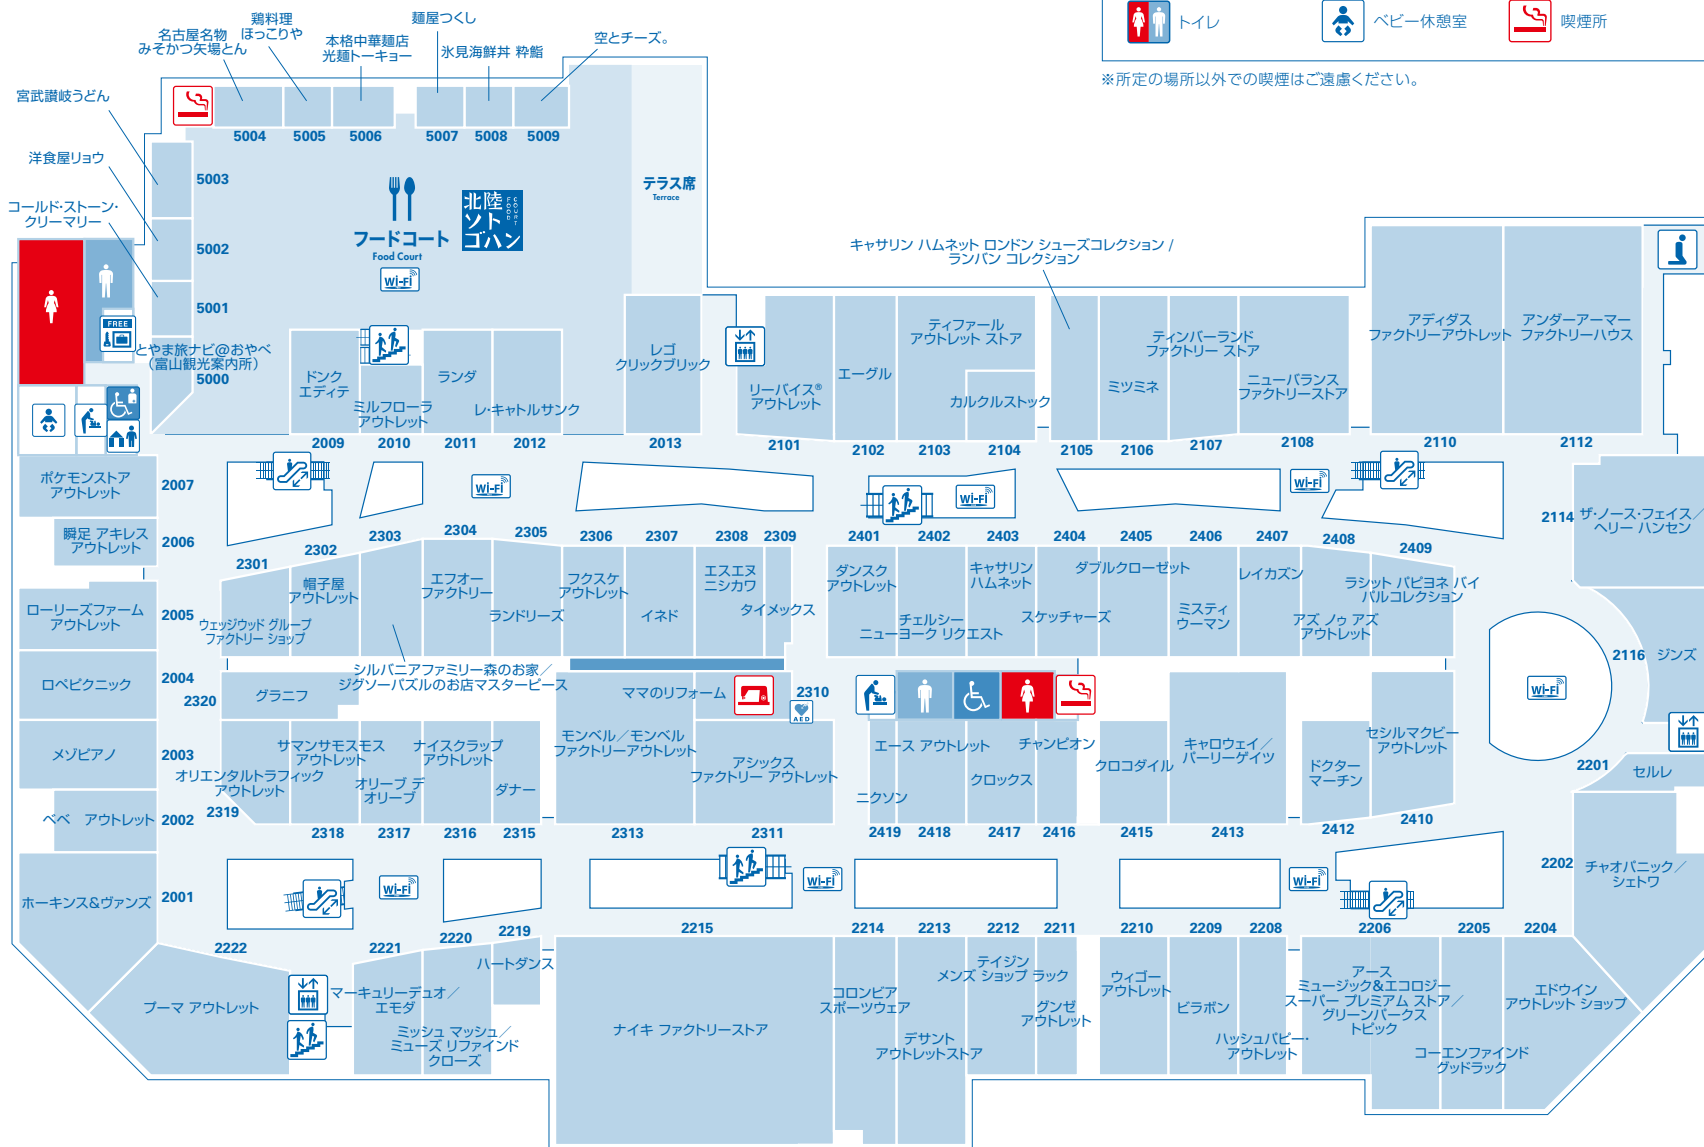 トイレ
ベビー休憩室
喫煙所
※所定の場所以外での喫煙はご遠慮ください。
名古屋名物
みそかつ矢場とん
鶏料理
ほっこりや
本格中華麺店
光麺トーキョー
麺屋つくし
氷見海鮮丼 粋鮨
空とチーズ。
宮武讃岐うどん
洋食屋リョウ
コールド・ストーン・
クリーマリー
5004
5005
5006
5007
5008
5009
5003
5002
5001
とやま旅ナビ@おやべ
（富山観光案内所）
5000
FREE
フードコート
Food Court
北陸
ソト
ゴハン
FOOD
COURT
Wi-Fi
テラス席
Terrace
ドンク
エディテ
ミルフローラ
アウトレット
ランダ
レ・キャトルサンク
レゴ
クリックブリック
2009
2010
2011
2012
2013
キャサリン ハムネット ロンドン シューズコレクション /
ランバン コレクション
リーバイス®
アウトレット
エーグル
ティファール
アウトレット ストア
カルクルストック
ミツミネ
ティンバーランド
ファクトリー ストア
ニューバランス
ファクトリーストア
アディダス
ファクトリーアウトレット
アンダーアーマー
ファクトリーハウス
2101
2102
2103
2104
2105
2106
2107
2108
2110
2112
ポケモンストア
アウトレット
2007
瞬足 アキレス
アウトレット
2006
ローリーズファーム
アウトレット
2005
ロペピクニック
2004
メゾピアノ
2003
べべ アウトレット
2002
ホーキンス&ヴァンズ
2001
Wi-Fi
Wi-Fi
Wi-Fi
2114
ザ・ノース・フェイス／
ヘリー ハンセン
2116
ジンズ
Wi-Fi
2201
セルレ
2202
チャオパニック／
シェトワ
2301
2302
2303
2304
2305
2306
2307
2308
2309
2401
2402
2403
2404
2405
2406
2407
2408
2409
ウェッジウッド グループ
ファクトリー ショップ
帽子屋
アウトレット
エフオー
ファクトリー
ランドリーズ
フクスケ
アウトレット
イネド
エスエヌ
ニシカワ
タイメックス
ダンスク
アウトレット
チェルシー
ニューヨーク リクエスト
キャサリン
ハムネット
スケッチャーズ
ダブルクローゼット
ミスティ
ウーマン
レイカズン
アズ ノゥ アズ
アウトレット
ラシット パピヨネ バイ
バルコレクション
シルバニアファミリー森のお家／
ジグソーパズルのお店マスターピース
2320
グラニフ
ママのリフォーム
2310
AED
サマンサモスモス
アウトレット
オリエンタルトラフィック
アウトレット
2319
オリーブ デ
オリーブ
ナイスクラップ
アウトレット
ダナー
モンベル／モンベル
ファクトリーアウトレット
アシックス
ファクトリー アウトレット
エース アウトレット
ニクソン
クロックス
チャンピオン
クロコダイル
キャロウェイ／
パーリーゲイツ
ドクター
マーチン
セシルマクビー
アウトレット
2318
2317
2316
2315
2313
2311
2419
2418
2417
2416
2415
2413
2412
2410
Wi-Fi
Wi-Fi
Wi-Fi
2222
2221
2220
2219
2215
2214
2213
2212
2211
2210
2209
2208
2206
2205
2204
プーマ アウトレット
マーキュリーデュオ／
エモダ
ミッシュ マッシュ／
ミューズ リファインド
クローズ
ハートダンス
ナイキ ファクトリーストア
コロンビア
スポーツウェア
デサント
アウトレットストア
テイジン
メンズ ショップ ラック
グンゼ
アウトレット
ウィゴー
アウトレット
ビラボン
ハッシュパピー・
アウトレット
アース
ミュージック&エコロジー
スーパー プレミアム ストア／
グリーンパークス
トピック
コーエンファインド
グッドラック
エドウイン
アウトレット ショップ